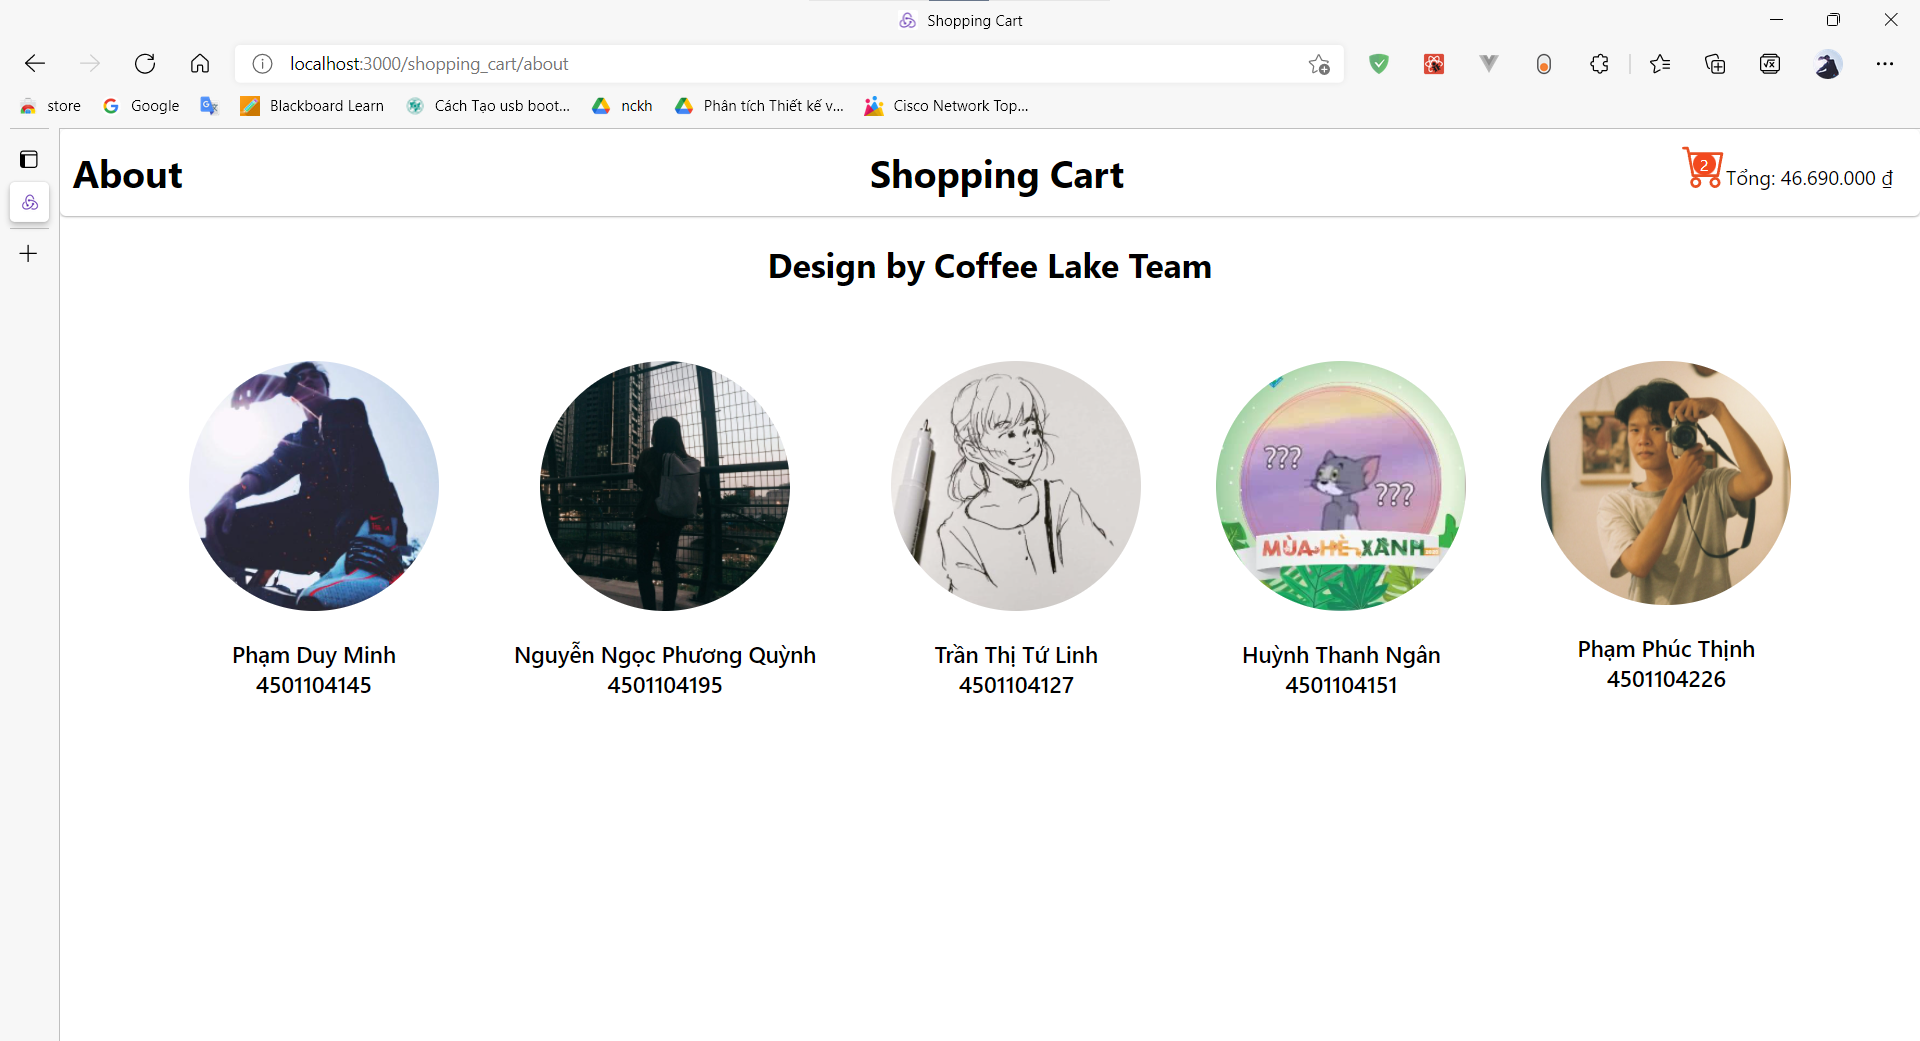 Shopping Cart
localhost:3000/shopping_cart/about
store
Google
Blackboard Learn
Cách Tạo usb boot...
nckh
Phân tích Thiết kế v...
Cisco Network Top...
About
Shopping Cart
2
Tổng: 46.690.000 ₫
Design by Coffee Lake Team
???
???
MÙA HÈ XANH
Phạm Duy Minh
4501104145
Nguyễn Ngọc Phương Quỳnh
4501104195
Trần Thị Tứ Linh
4501104127
Huỳnh Thanh Ngân
4501104151
Phạm Phúc Thịnh
4501104226